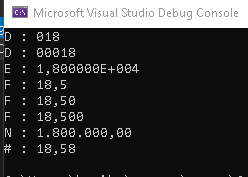 Microsoft Visual Studio Debug Console
D : 018
D : 00018
E : 1,800000E+004
F : 18,5
F : 18,50
F : 18,500
N : 1.800.000,00
# : 18,58